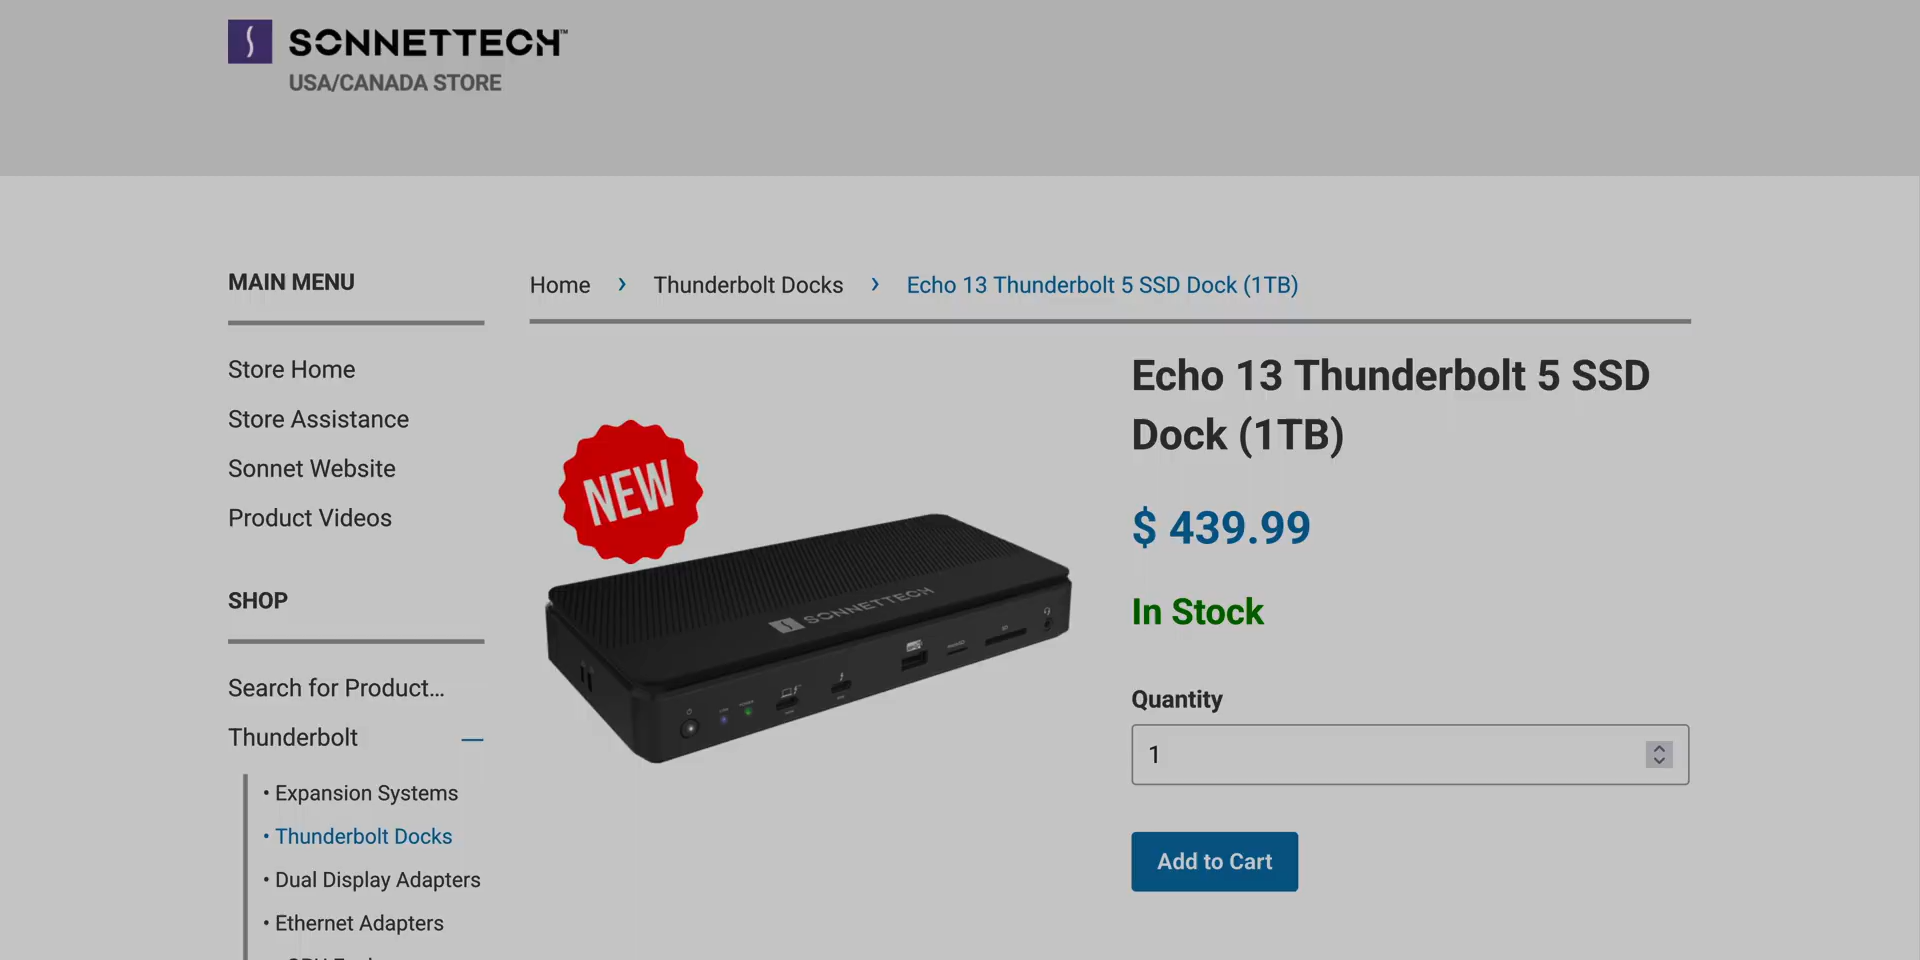 SONNETTECH™
USA/CANADA STORE
MAIN MENU
Store Home
Store Assistance
Sonnet Website
Product Videos
SHOP
Search for Product...
Thunderbolt
• Expansion Systems
• Thunderbolt Docks
• Dual Display Adapters
• Ethernet Adapters
Home › Thunderbolt Docks › Echo 13 Thunderbolt 5 SSD Dock (1TB)
NEW
SONNETTECH
Echo 13 Thunderbolt 5 SSD
Dock (1TB)
$ 439.99
In Stock
Quantity
1
Add to Cart